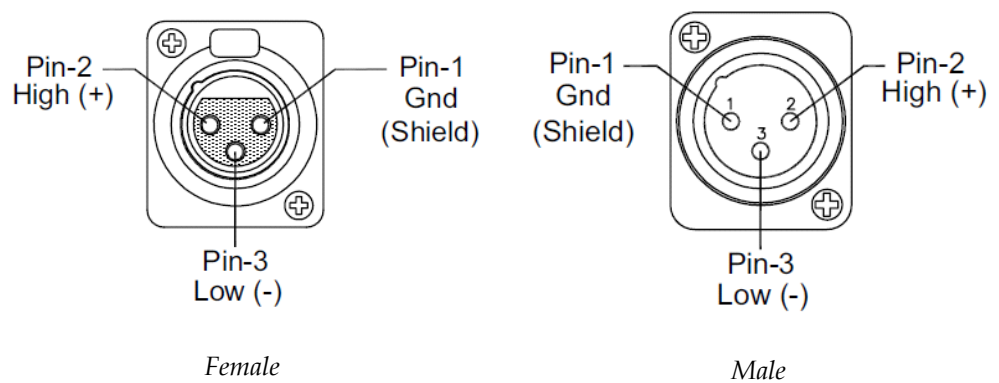 Pin-2
High (+)
Pin-1
Gnd
(Shield)
Pin-3
Low (-)
Female
Pin-1
Gnd
(Shield)
Pin-2
High (+)
1
2
3
Pin-3
Low (-)
Male